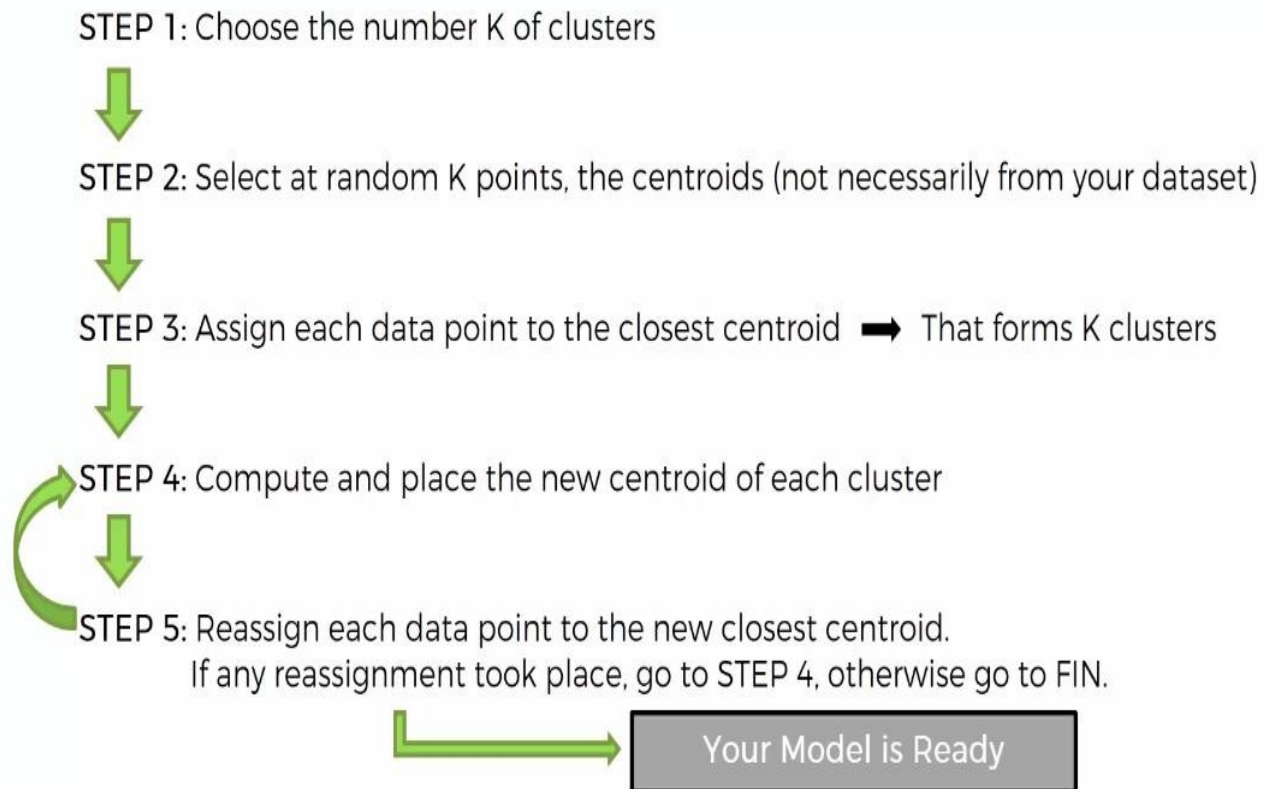 STEP 1: Choose the number K of clusters
STEP 2: Select at random K points, the centroids (not necessarily from your dataset)
STEP 3: Assign each data point to the closest centroid ➡ That forms K clusters
STEP 4: Compute and place the new centroid of each cluster
STEP 5: Reassign each data point to the new closest centroid.
If any reassignment took place, go to STEP 4, otherwise go to FIN.
Your Model is Ready